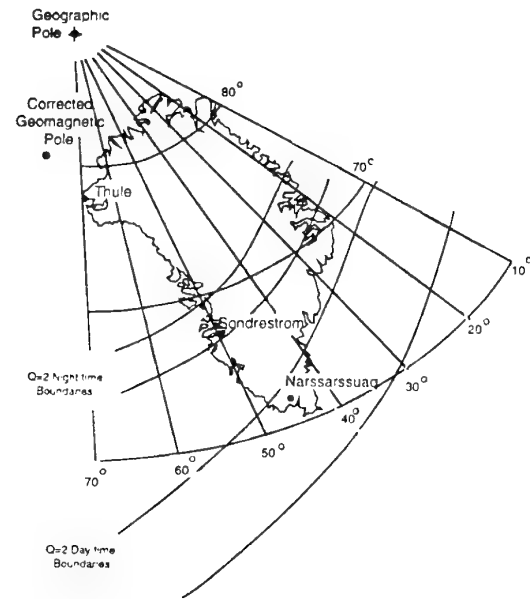 Geographic
Pole
80°
Corrected
Geomagnetic
Pole
70°
Thule
10°
20°
Sondrestrom
Q=2 Night time
Boundaries
Narssarssuaq
30°
40°
50°
60°
70°
Q=2 Day time
Boundaries